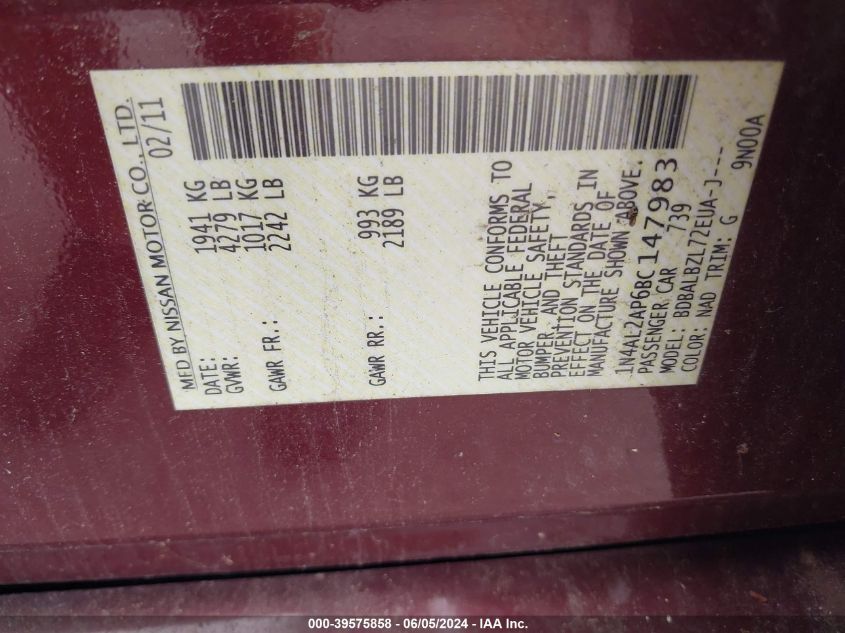 MFD BY NISSAN MOTOR CO., LTD.
DATE: 02/11
GVWR: 1941 KG
4279 LB
GAWR FR.: 1017 KG
2242 LB
GAWR RR.: 993 KG
2189 LB
THIS VEHICLE CONFORMS TO
ALL APPLICABLE FEDERAL
MOTOR VEHICLE SAFETY,
BUMPER, AND THEFT
PREVENTION STANDARDS IN
EFFECT ON THE DATE OF
MANUFACTURE SHOWN ABOVE.
1N4AL2AP6BC147983
PASSENGER CAR 739
MODEL: BDBALBZL72EUA-J---
COLOR: NAD TRIM: G 9N00A
000-39575858 - 06/05/2024 - IAA Inc.